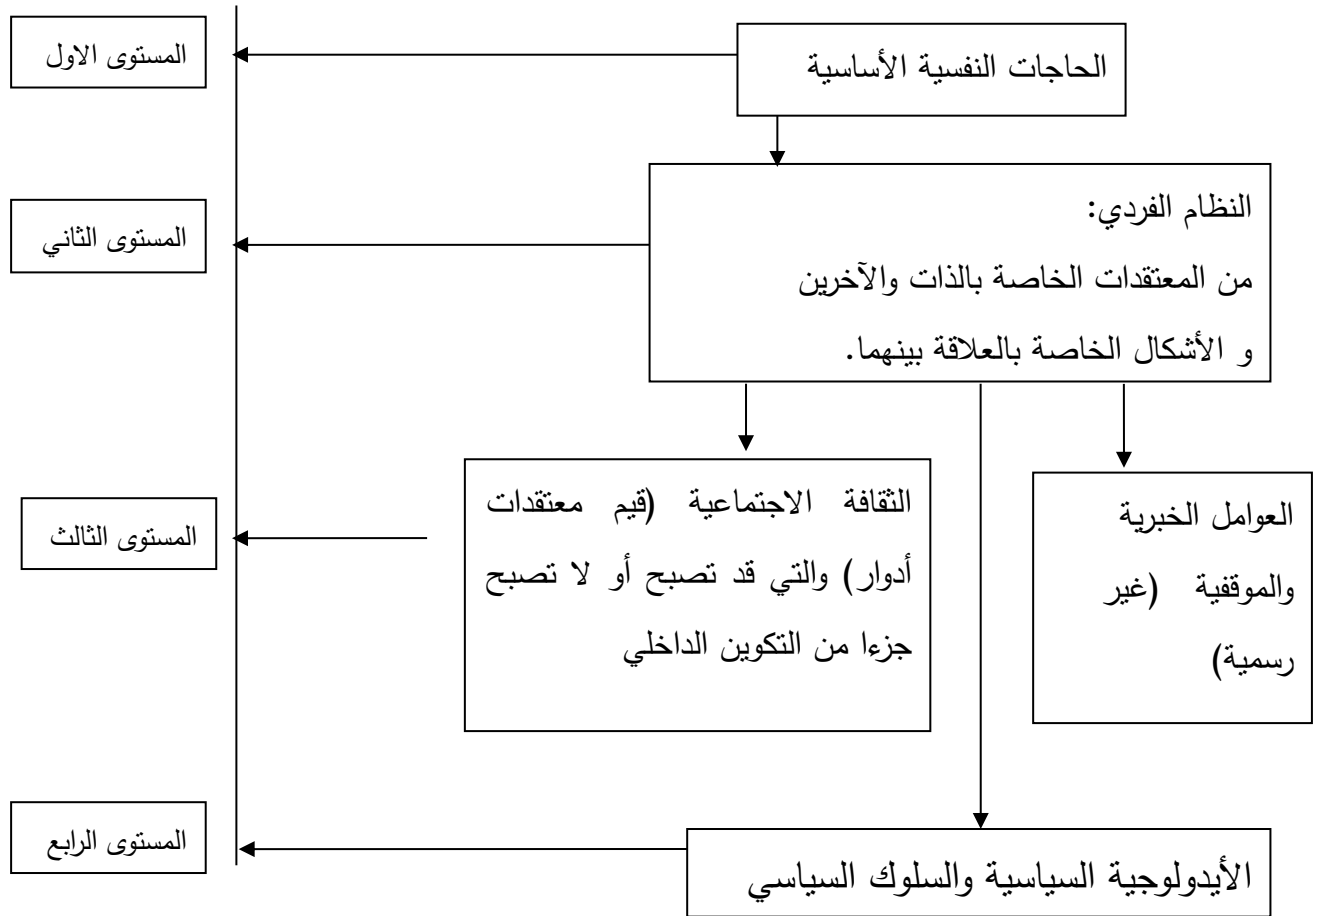 الحاجات النفسية الأساسية
المستوى الاول
النظام الفردي:
من المعتقدات الخاصة بالذات والآخرين
و الأشكال الخاصة بالعلاقة بينهما.
المستوى الثاني
العوامل الخبرية
والموقفية (غير
رسمية)
الثقافة الاجتماعية (قيم معتقدات
أدوار) والتي قد تصبح أو لا تصبح
جزءا من التكوين الداخلي
المستوى الثالث
الأيدولوجية السياسية والسلوك السياسي
المستوى الرابع